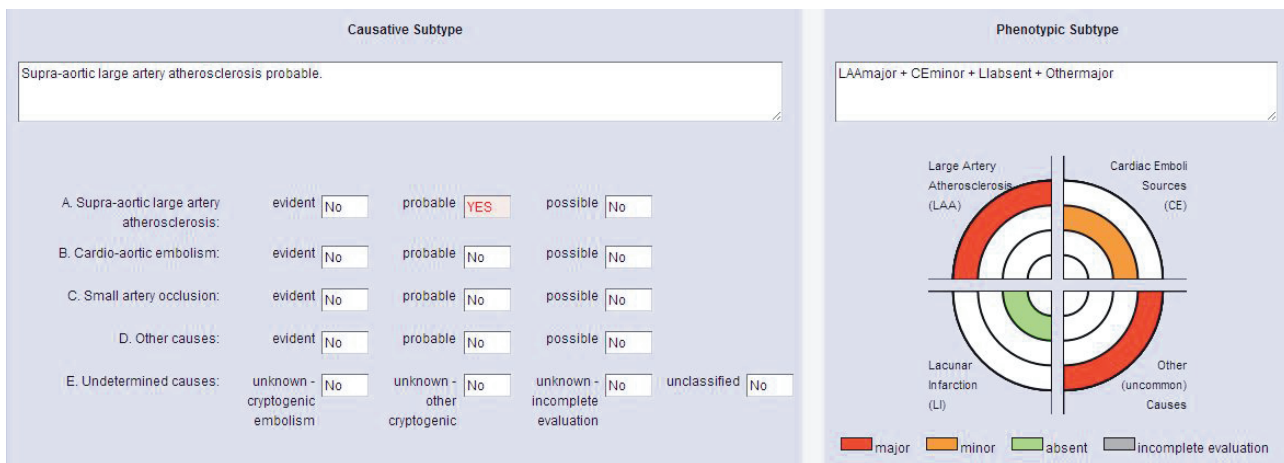 Causative Subtype
Supra-aortic large artery atherosclerosis probable.
A. Supra-aortic large artery atherosclerosis: evident No probable YES possible No
B. Cardio-aortic embolism: evident No probable No possible No
C. Small artery occlusion: evident No probable No possible No
D. Other causes: evident No probable No possible No
E. Undetermined causes: unknown - cryptogenic embolism No unknown - other cryptogenic No unknown - incomplete evaluation No unclassified No
Phenotypic Subtype
LAAmajor + CEminor + LIabsent + Othermajor
Large Artery
Atherosclerosis
(LAA)
Cardiac Emboli
Sources
(CE)
Lacunar
Infarction
(LI)
Other
(uncommon)
Causes
major minor absent incomplete evaluation